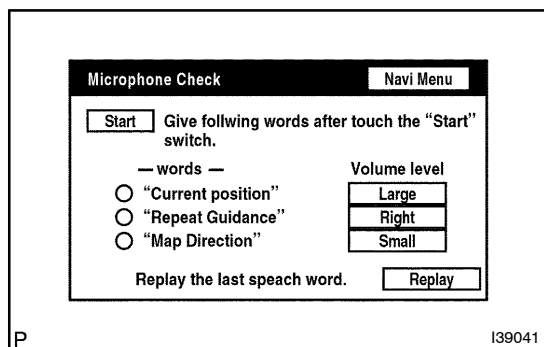 Microphone Check Navi Menu
Start Give follwing words after touch the “Start”
switch.
— words — Volume level
“Current position” Large
“Repeat Guidance” Right
“Map Direction” Small
Replay the last speach word. Replay
P I39041